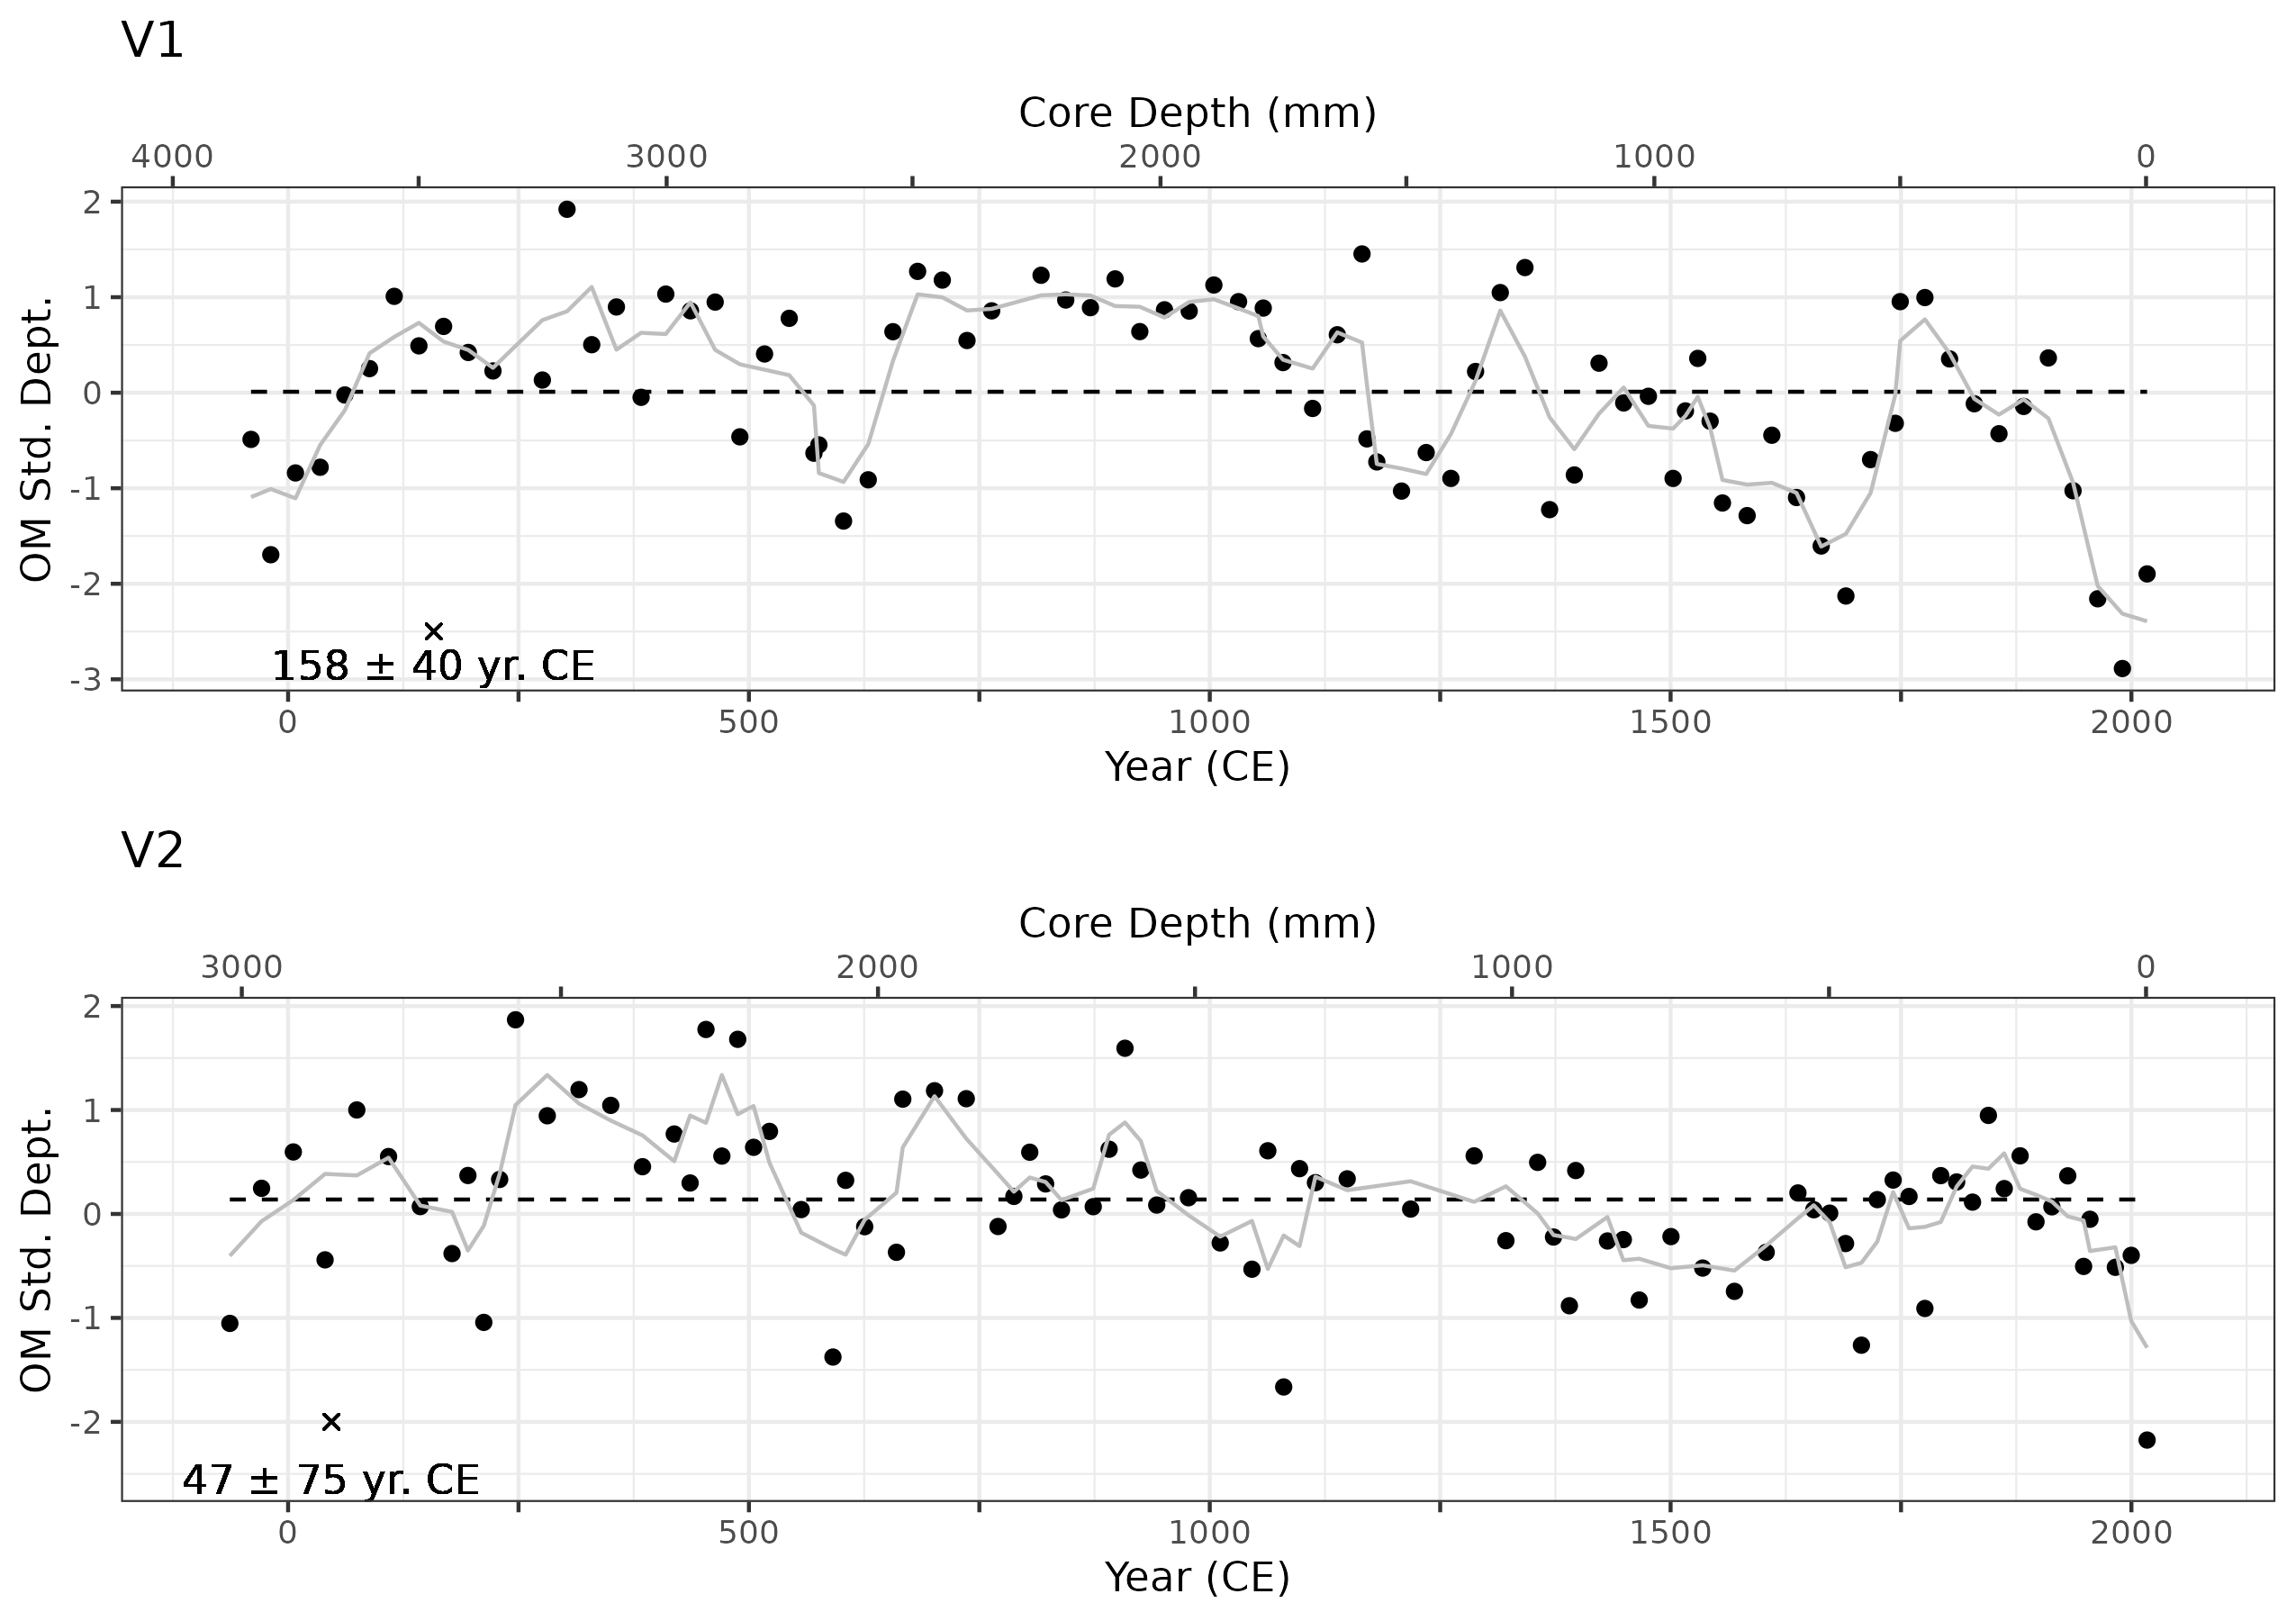 V1
Core Depth (mm)
4000 3000 2000 1000 0
OM Std. Dept.
2
1
0
-1
-2
-3
158 ± 40 yr. CE
0 500 1000 1500 2000
Year (CE)
V2
Core Depth (mm)
3000 2000 1000 0
OM Std. Dept.
2
1
0
-1
-2
47 ± 75 yr. CE
0 500 1000 1500 2000
Year (CE)